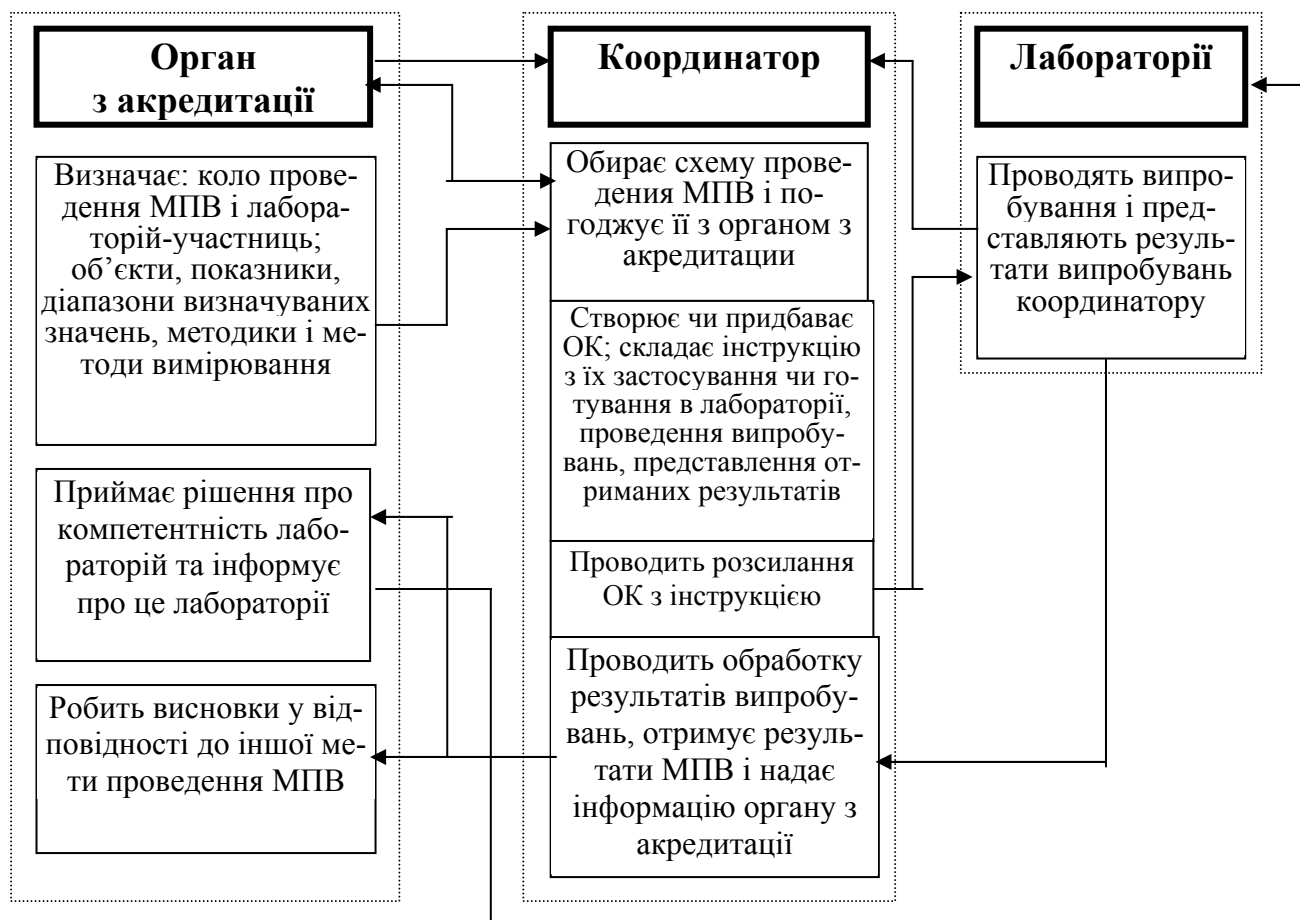 Орган
з акредитації
Визначає: коло прове-
дення МПВ і лабора-
торій-участниць;
об’єкти, показники,
діапазони визначуваних
значень, методики і ме-
тоди вимірювання
Приймає рішення про
компетентність лабо-
раторій та інформує
про це лабораторії
Робить висновки у від-
повідності до іншої ме-
ти проведення МПВ
Координатор
Обирає схему прове-
дения МПВ і по-
годжує її з органом з
акредитации
Створює чи придбаває
ОК; складає інструкцію
з їх застосування чи го-
тування в лабораторії,
проведення випробу-
вань, представлення от-
риманих результатів
Проводить розсилання
ОК з інструкцією
Проводить обработку
результатів випробу-
вань, отримує резуль-
тати МПВ і надає
інформацію органу з
акредитації
Лабораторії
Проводять випро-
бування і пред-
ставляють резуль-
тати випробувань
координатору